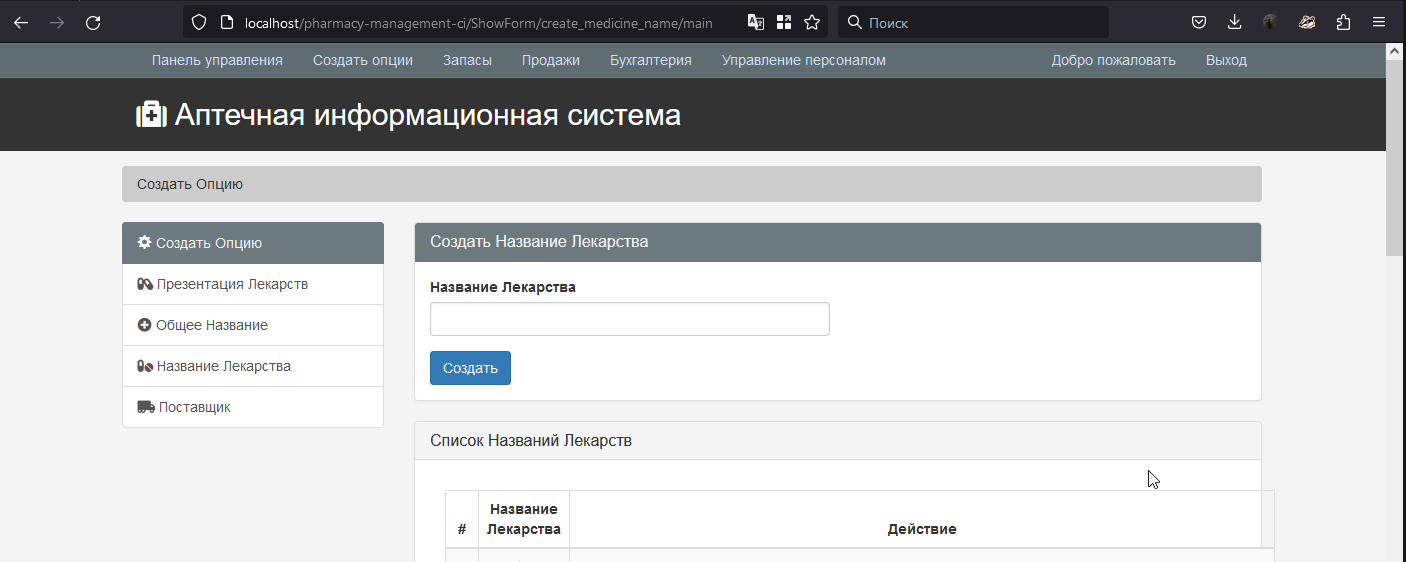 localhost/pharmacy-management-ci/ShowForm/create_medicine_name/main
Поиск
Панель управления Создать опции Запасы Продажи Бухгалтерия Управление персоналом Добро пожаловать Выход
Аптечная информационная система
Создать Опцию
Создать Опцию
Презентация Лекарств
Общее Название
Название Лекарства
Поставщик
Создать Название Лекарства
Название Лекарства
Создать
Список Названий Лекарств
# Название Лекарства Действие